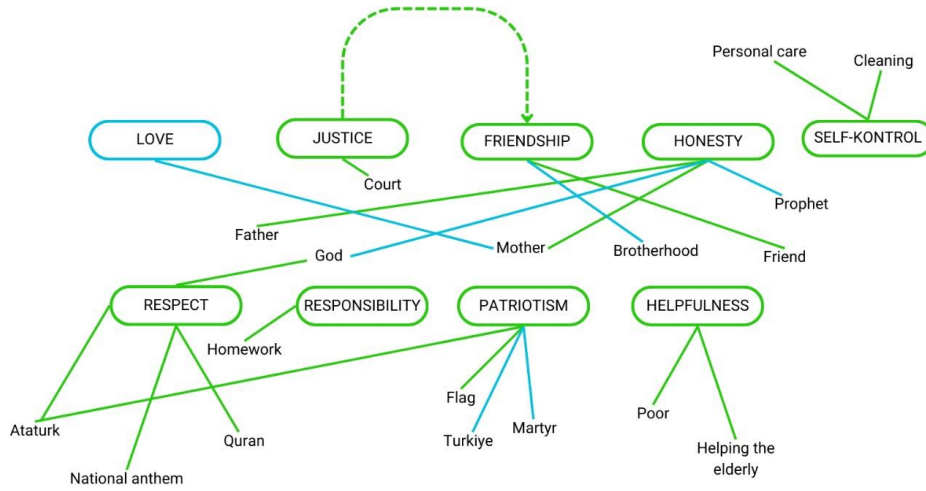 Personal care
Cleaning
LOVE
JUSTICE
FRIENDSHIP
HONESTY
SELF-KONTROL
Court
Prophet
Father
God
Mother
Brotherhood
Friend
RESPECT
RESPONSIBILITY
PATRIOTISM
HELPFULNESS
Homework
Flag
Poor
Ataturk
Quran
Turkiye
Martyr
Helping the
elderly
National anthem